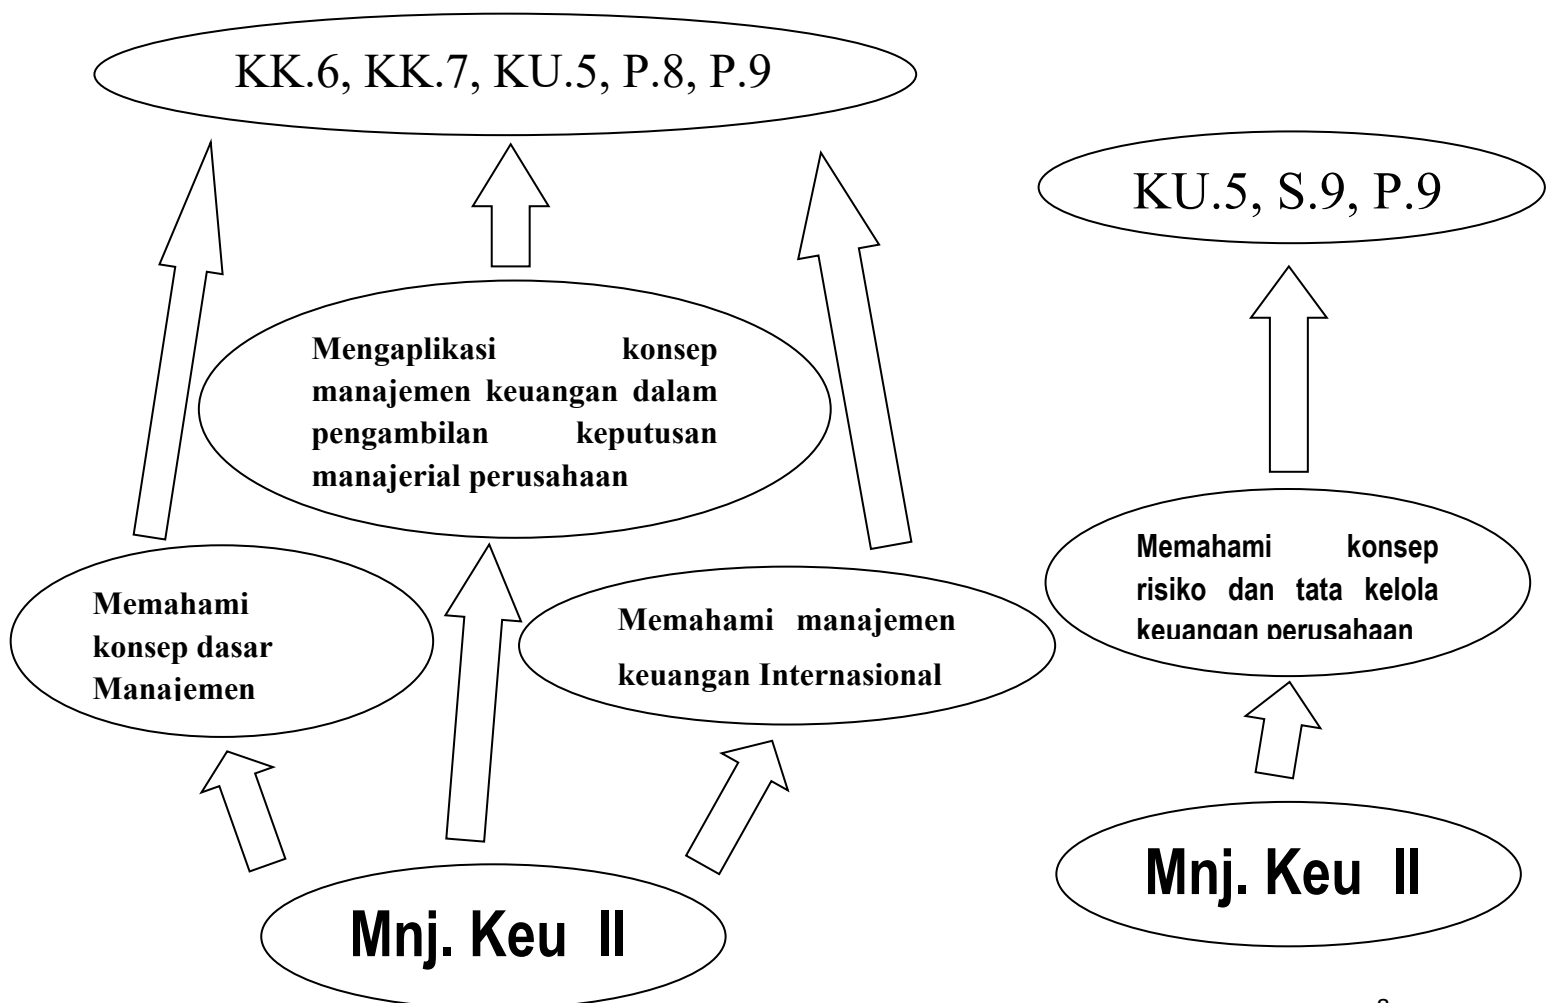 KK.6, KK.7, KU.5, P.8, P.9
KU.5, S.9, P.9
Mengaplikasi konsep
manajemen keuangan dalam
pengambilan keputusan
manajerial perusahaan
Memahami konsep
risiko dan tata kelola
keuangan perusahaan
Memahami
konsep dasar
Manajemen
Memahami manajemen
keuangan Internasional
Mnj. Keu II
Mnj. Keu II